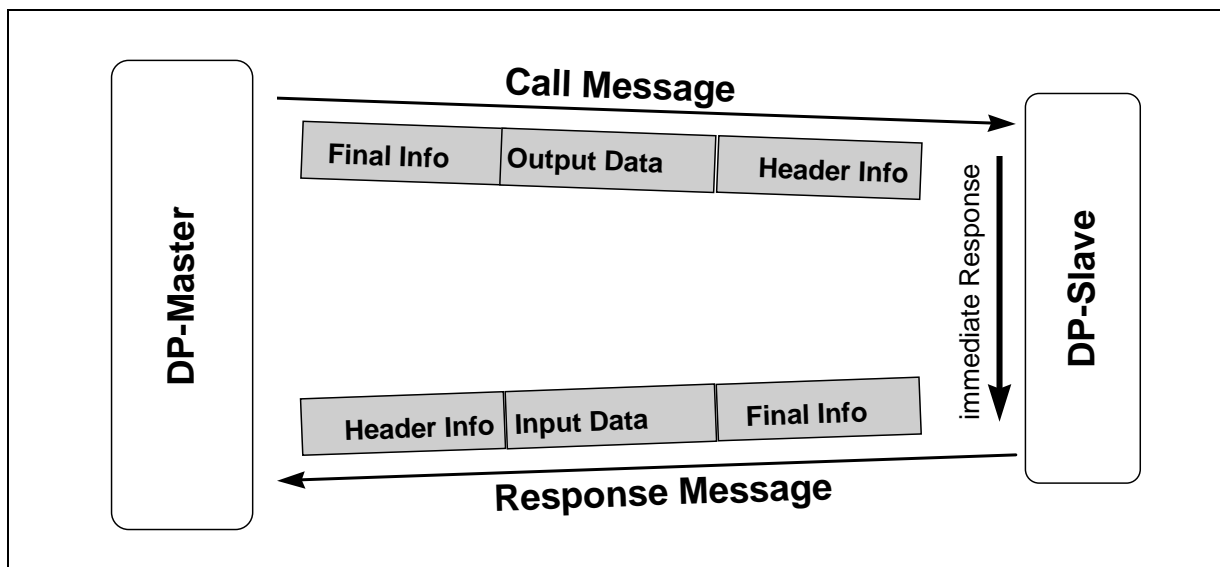 Call Message
Final Info Output Data Header Info
DP-Master
immediate Response
DP-Slave
Header Info Input Data Final Info
Response Message